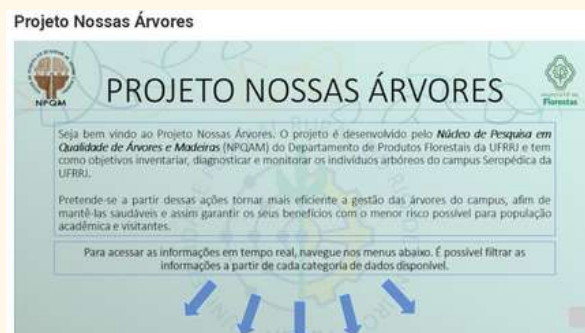 Projeto Nossas Árvores
NPQAM
PROJETO NOSSAS ÁRVORES
Florestas
Seja bem vindo ao Projeto Nossas Árvores. O projeto é desenvolvido pelo Núcleo de Pesquisa em
Qualidade de Árvores e Madeiras (NPQAM) do Departamento de Produtos Florestais da UFRRJ e tem
como objetivos inventariar, diagnosticar e monitorar os indivíduos arbóreos do campus Seropédica da
UFRRJ.
Pretende-se a partir dessas ações tornar mais eficiente a gestão das árvores do campus, afim de
mantê-las saudáveis e assim garantir os seus benefícios com o menor risco possível para população
acadêmica e visitantes.
Para acessar as informações em tempo real, navegue nos menus abaixo. É possível filtrar as
informações a partir de cada categoria de dados disponível.